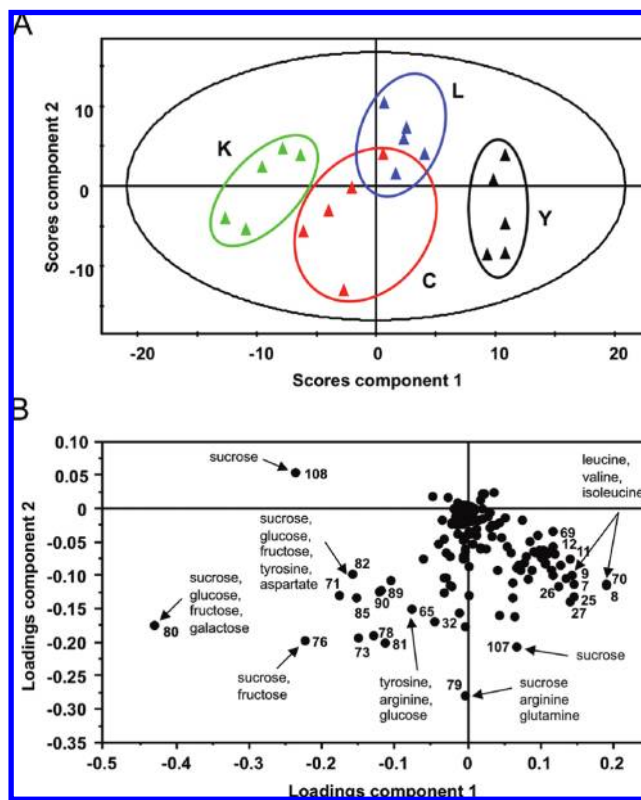 A
Scores component 2
10
0
-10
K
L
C
Y
-20
-10
0
10
20
Scores component 1
B
Loadings component 2
0.10
0.05
0
-0.05
-0.10
-0.15
-0.20
-0.25
-0.30
-0.35
sucrose
108
leucine,
valine,
isoleucine
sucrose,
glucose,
fructose,
tyrosine,
aspartate
sucrose,
glucose,
fructose,
galactose
80
82
71
89
90
85
65
32
76
78
73
81
69
12
11
9
7
70
26
25
8
27
107
sucrose
sucrose,
fructose
tyrosine,
arginine,
glucose
79
sucrose
arginine
glutamine
-0.5
-0.4
-0.3
-0.2
-0.1
0
0.1
0.2
Loadings component 1